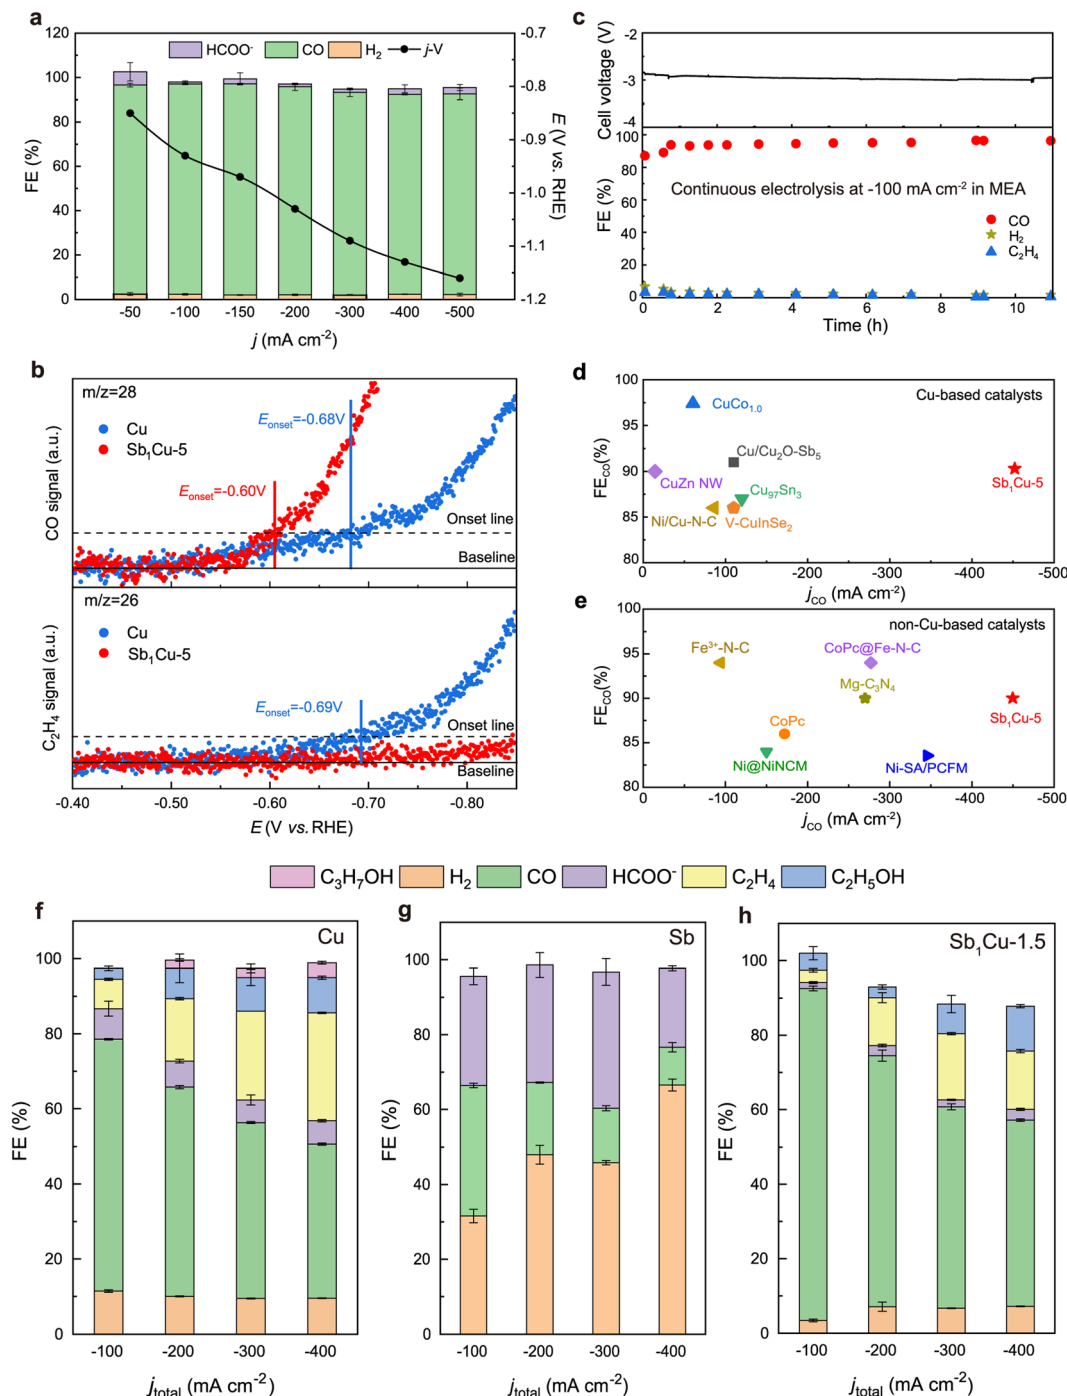 a
HCOO⁻ CO H₂ j-V
FE (%)
120
100
80
60
40
20
0
-0.7
-0.8
-0.9
-1.0
-1.1
-1.2
E (V vs. RHE)
-50 -100 -150 -200 -300 -400 -500
j (mA cm⁻²)
c
Cell voltage (V)
-2
-3
-4
FE (%)
100
80
60
40
20
0
Continuous electrolysis at -100 mA cm⁻² in MEA
CO
H₂
C₂H₄
0 2 4 6 8 10
Time (h)
b
m/z=28
Cu
Sb₁Cu-5
Eonset=-0.68V
Eonset=-0.60V
Onset line
Baseline
CO signal (a.u.)
m/z=26
Cu
Sb₁Cu-5
Eonset=-0.69V
Onset line
Baseline
C₂H₄ signal (a.u.)
-0.40 -0.50 -0.60 -0.70 -0.80
E (V vs. RHE)
d
Cu-based catalysts
FECO(%)
100
95
90
85
80
CuCo₁.₀
Cu/Cu₂O-Sb₅
CuZn NW
Sb₁Cu-5
Cu₉₇Sn₃
Ni/Cu-N-C
V-CuInSe₂
0 -100 -200 -300 -400 -500
jCO (mA cm⁻²)
e
non-Cu-based catalysts
FECO(%)
100
95
90
85
80
Fe³⁺-N-C
CoPc@Fe-N-C
Mg-C₃N₄
Sb₁Cu-5
CoPc
Ni@NiNCM
Ni-SA/PCFM
0 -100 -200 -300 -400 -500
jCO (mA cm⁻²)
C₃H₇OH H₂ CO HCOO⁻ C₂H₄ C₂H₅OH
f
Cu
FE (%)
100
80
60
40
20
0
-100 -200 -300 -400
jtotal (mA cm⁻²)
g
Sb
FE (%)
100
80
60
40
20
0
-100 -200 -300 -400
jtotal (mA cm⁻²)
h
Sb₁Cu-1.5
FE (%)
100
80
60
40
20
0
-100 -200 -300 -400
jtotal (mA cm⁻²)